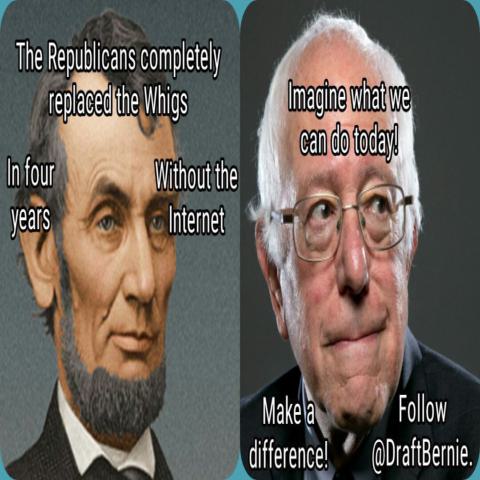 The Republicans completely
replaced the Whigs
In four
years
Without the
Internet
Imagine what we
can do today!
Make a
difference!
Follow
@DraftBernie.